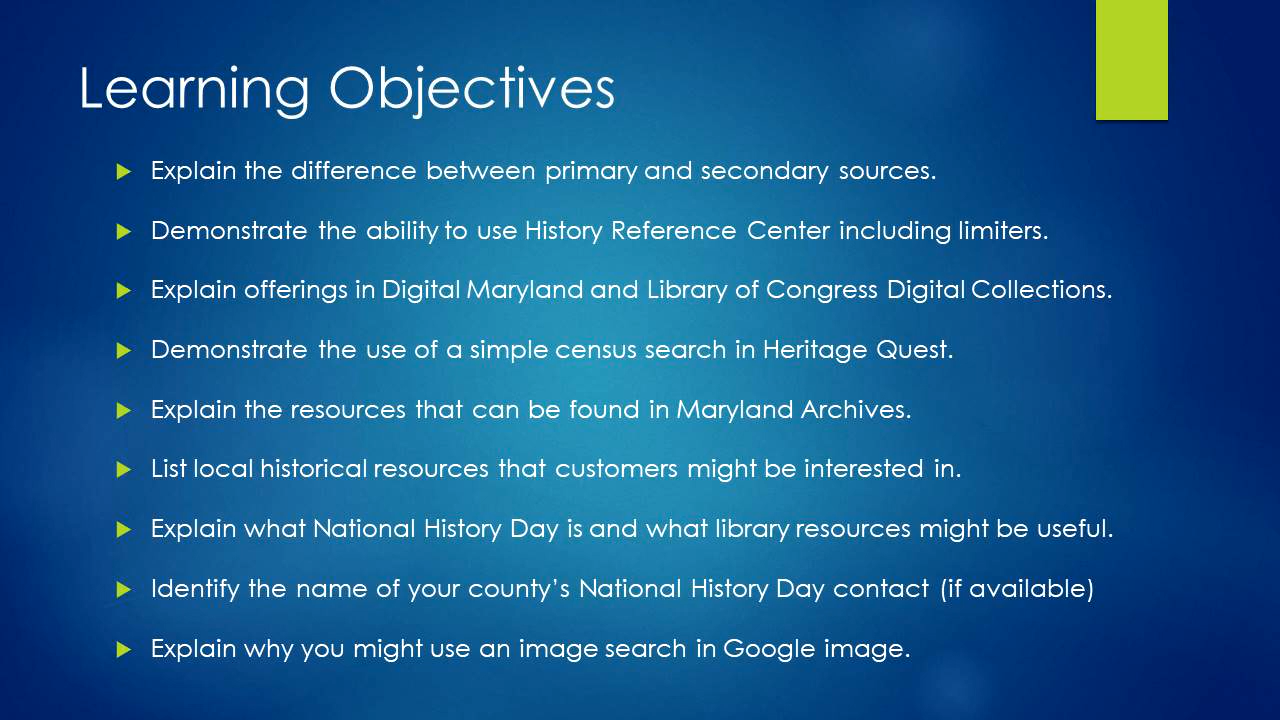 Learning Objectives
Explain the difference between primary and secondary sources.
Demonstrate the ability to use History Reference Center including limiters.
Explain offerings in Digital Maryland and Library of Congress Digital Collections.
Demonstrate the use of a simple census search in Heritage Quest.
Explain the resources that can be found in Maryland Archives.
List local historical resources that customers might be interested in.
Explain what National History Day is and what library resources might be useful.
Identify the name of your county’s National History Day contact (if available)
Explain why you might use an image search in Google image.